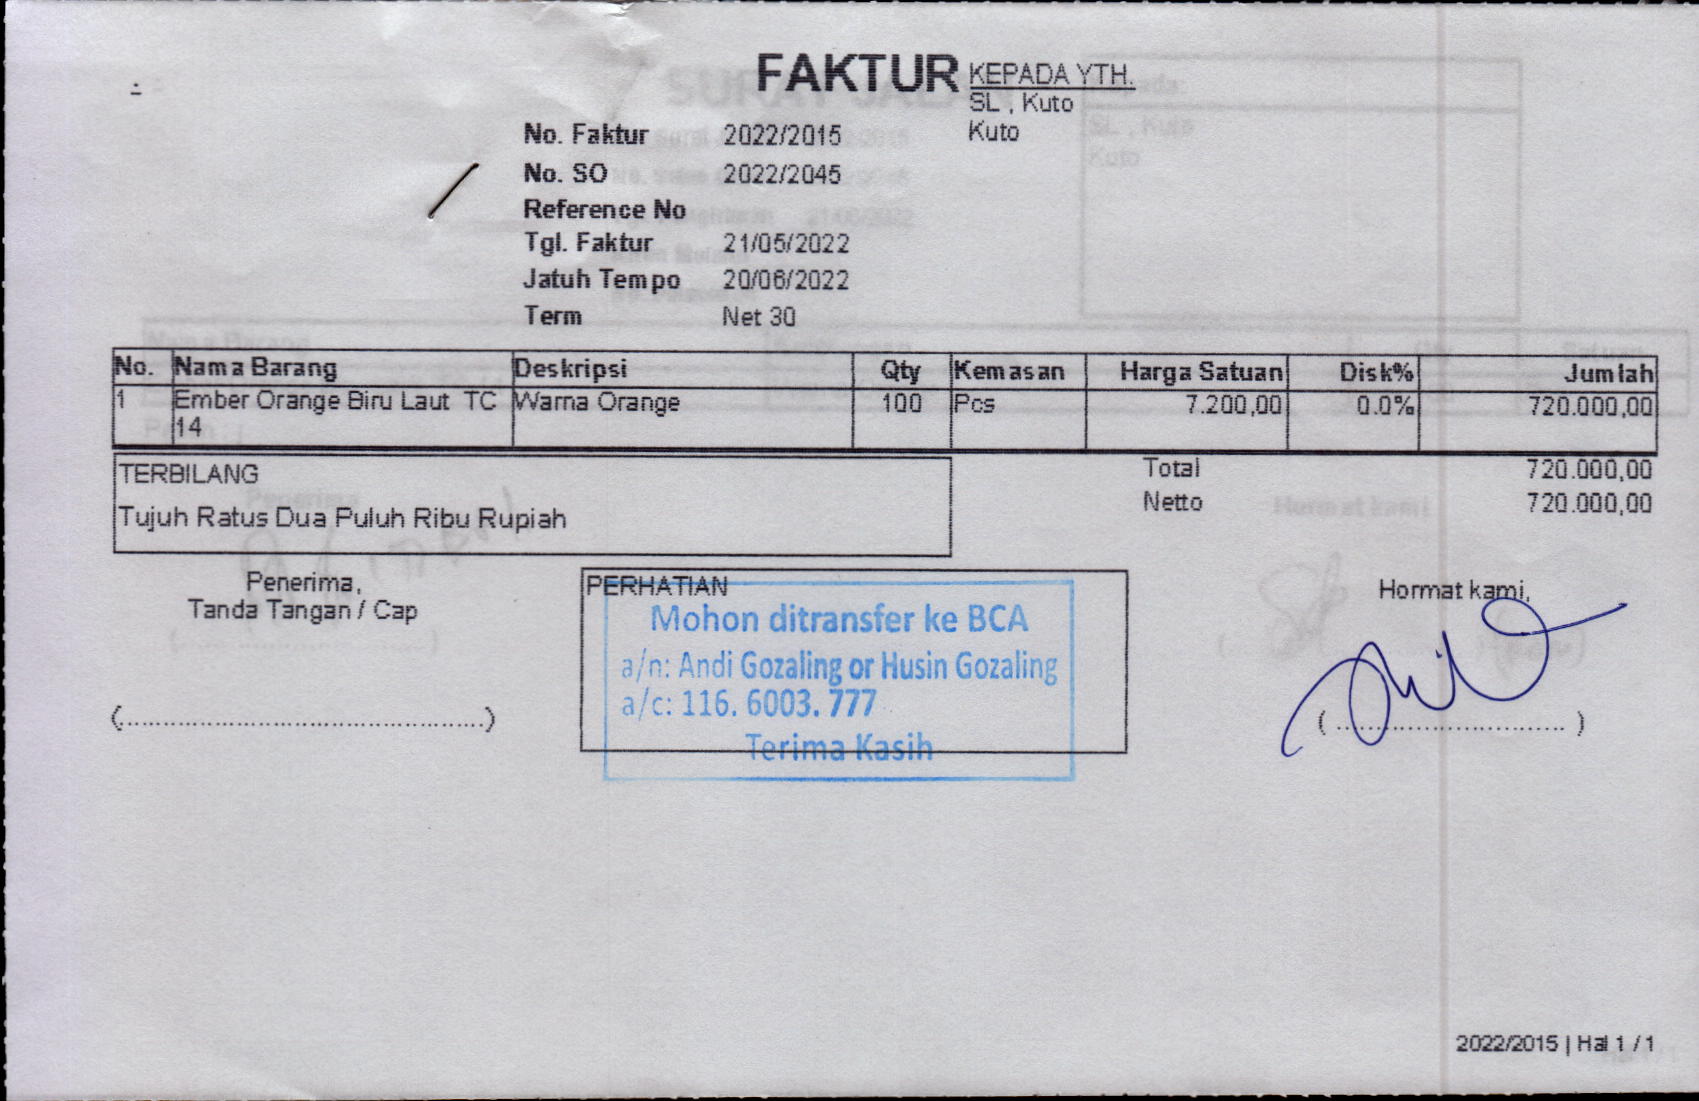 FAKTUR
KEPADA YTH.
SL , Kuto
Kuto
No. Faktur 2022/2015
No. SO 2022/2045
Reference No
Tgl. Faktur 21/05/2022
Jatuh Tempo 20/06/2022
Term Net 30
No. Nama Barang Deskripsi Qty Kemasan Harga Satuan Disk% Jumlah
1 Ember Orange Biru Laut TC Warna Orange 100 Pcs 7.200,00 0.0% 720.000,00
14
TERBILANG
Tujuh Ratus Dua Puluh Ribu Rupiah
Total 720.000,00
Netto 720.000,00
Penerima,
Tanda Tangan / Cap
(....................................................)
PERHATIAN
Mohon ditransfer ke BCA
a/n: Andi Gozaling or Husin Gozaling
a/c: 116. 6003. 777
Terima Kasih
Hormat kami,
( ................................ )
2022/2015 | Hal 1 / 1